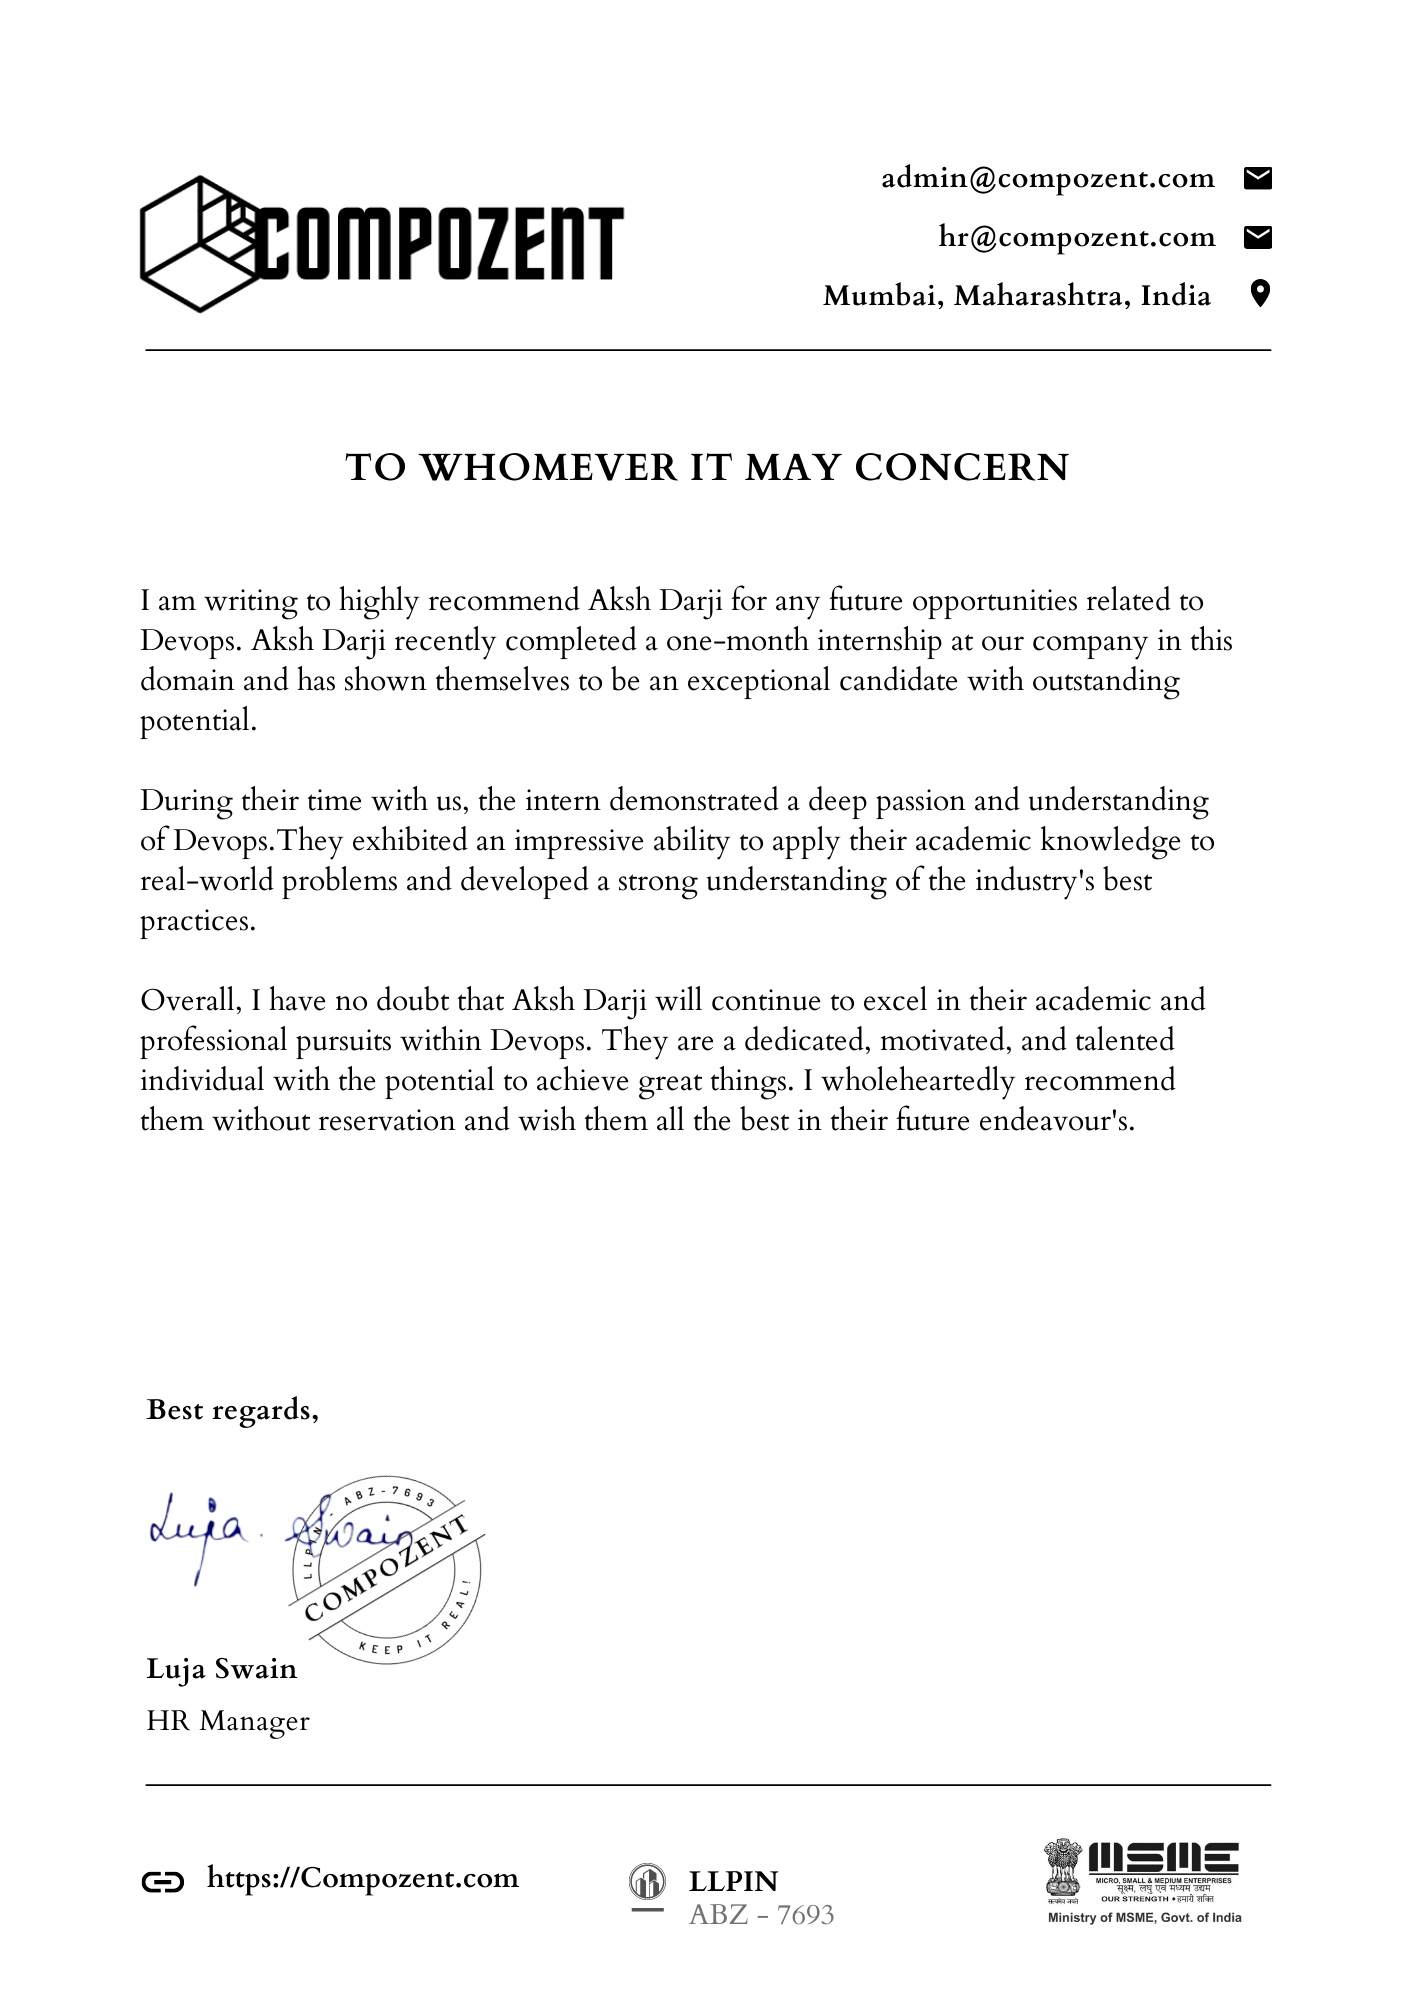 COMPOZENT
admin@compozent.com
hr@compozent.com
Mumbai, Maharashtra, India
TO WHOMEVER IT MAY CONCERN
I am writing to highly recommend Aksh Darji for any future opportunities related to
Devops. Aksh Darji recently completed a one-month internship at our company in this
domain and has shown themselves to be an exceptional candidate with outstanding
potential.
During their time with us, the intern demonstrated a deep passion and understanding
of Devops.They exhibited an impressive ability to apply their academic knowledge to
real-world problems and developed a strong understanding of the industry's best
practices.
Overall, I have no doubt that Aksh Darji will continue to excel in their academic and
professional pursuits within Devops. They are a dedicated, motivated, and talented
individual with the potential to achieve great things. I wholeheartedly recommend
them without reservation and wish them all the best in their future endeavour's.
Best regards,
Luja. Swain
LLPIN - ABZ-7693
COMPOZENT
KEEP IT REAL!
Luja Swain
HR Manager
https://Compozent.com
LLPIN
ABZ - 7693
MSME
MICRO, SMALL & MEDIUM ENTERPRISES
सूक्ष्म, लघु एवं मध्यम उद्यम
सत्यमेव जयते
OUR STRENGTH • हमारी शक्ति
Ministry of MSME, Govt. of India